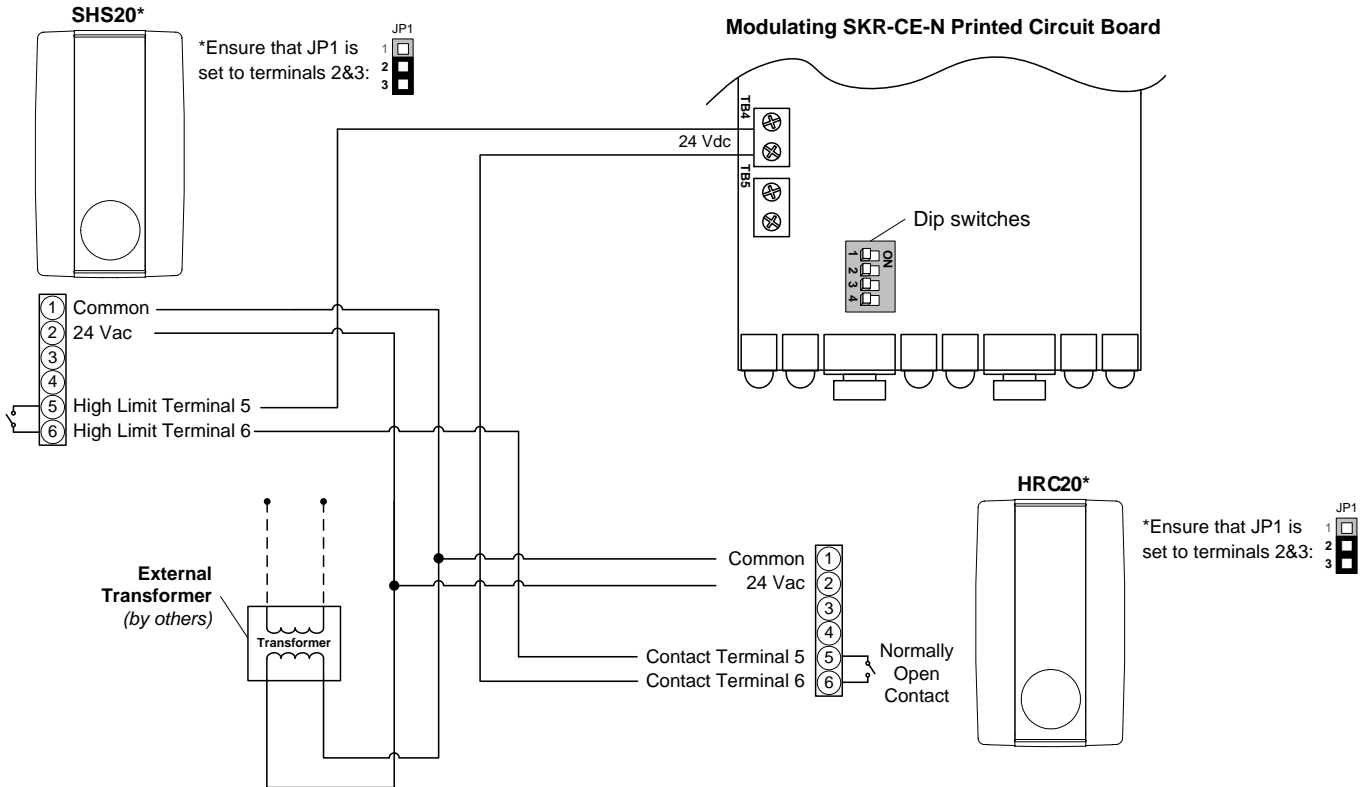 SHS20*
*Ensure that JP1 is
set to terminals 2&3:
JP1
1
2
3
Modulating SKR-CE-N Printed Circuit Board
TB4
24 Vdc
TB5
Dip switches
ON
1
2
3
4
1 Common
2 24 Vac
3
4
5 High Limit Terminal 5
6 High Limit Terminal 6
External
Transformer
(by others)
Transformer
Common 1
24 Vac 2
3
4
Contact Terminal 5 5
Contact Terminal 6 6
Normally
Open
Contact
HRC20*
*Ensure that JP1 is
set to terminals 2&3:
JP1
1
2
3